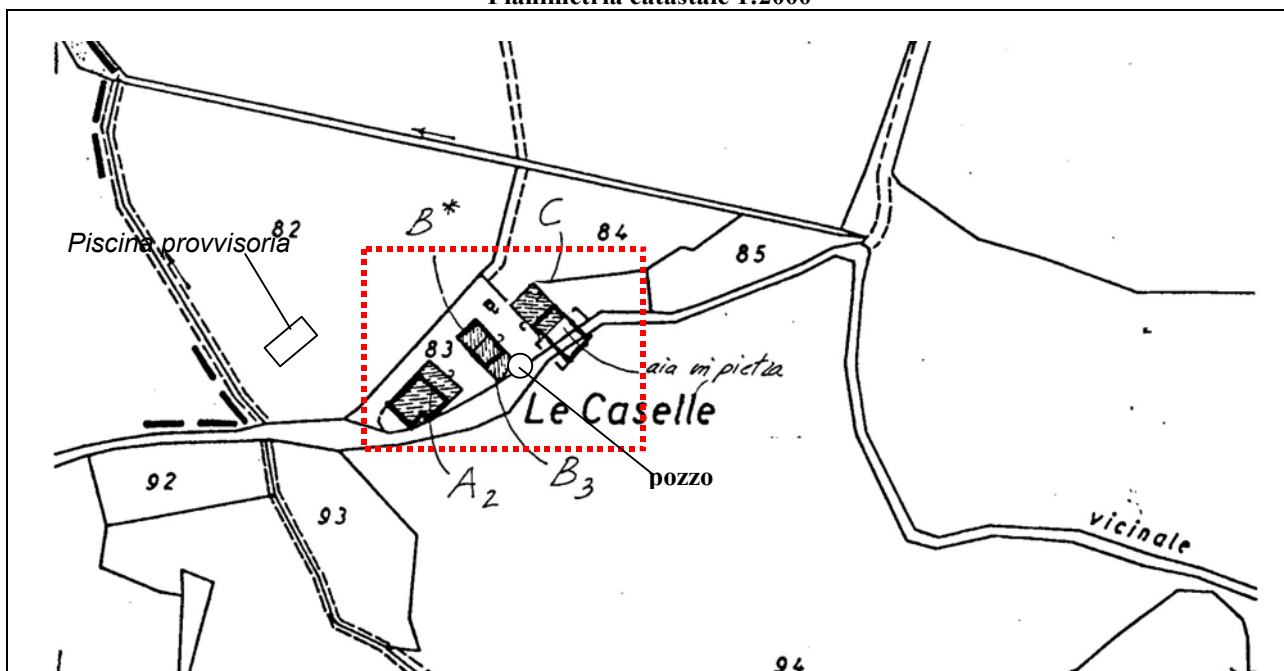 Planimetria catastale 1:2000
82
Piscina provvisoria
B*
C
84
85
83
aia in pietra
Le Caselle
A2
B3
pozzo
92
93
vicinale
94